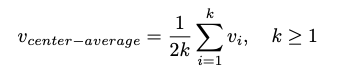 $v_{center-average} = \frac{1}{2k} \sum_{i=1}^{k} v_i, \quad k \geq 1$